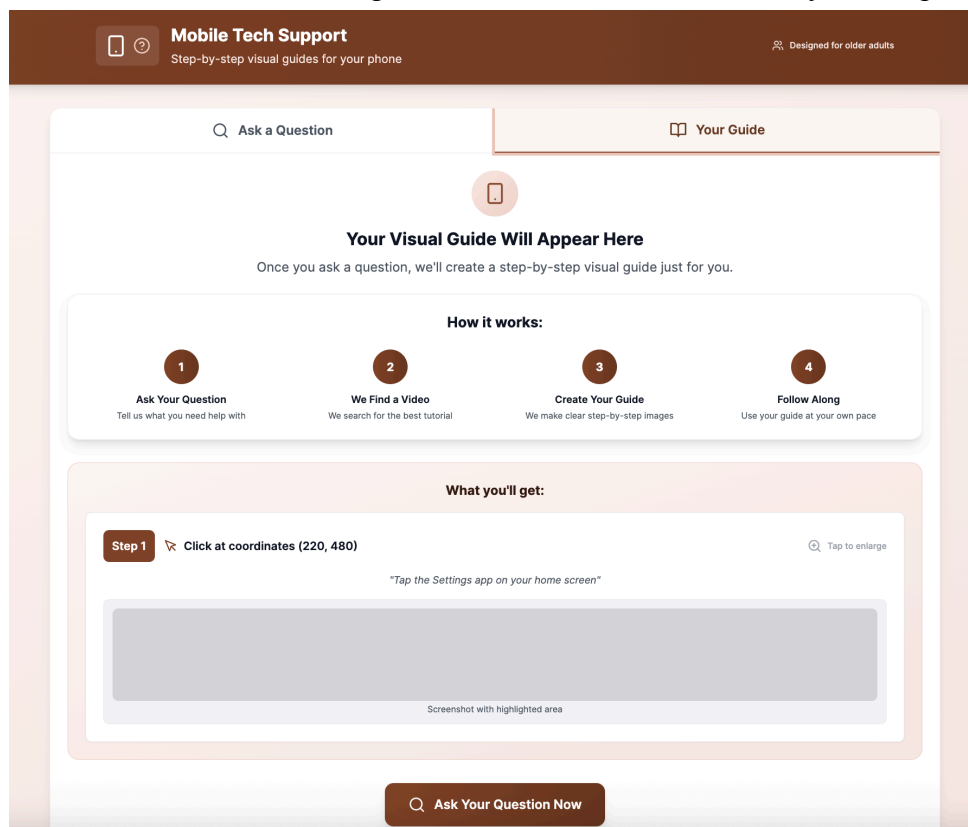 Mobile Tech Support
Step-by-step visual guides for your phone
Designed for older adults
Ask a Question
Your Guide
Your Visual Guide Will Appear Here
Once you ask a question, we'll create a step-by-step visual guide just for you.
How it works:
1
2
3
4
Ask Your Question
We Find a Video
Create Your Guide
Follow Along
Tell us what you need help with
We search for the best tutorial
We make clear step-by-step images
Use your guide at your own pace
What you'll get:
Step 1
Click at coordinates (220, 480)
Tap to enlarge
"Tap the Settings app on your home screen"
Screenshot with highlighted area
Ask Your Question Now